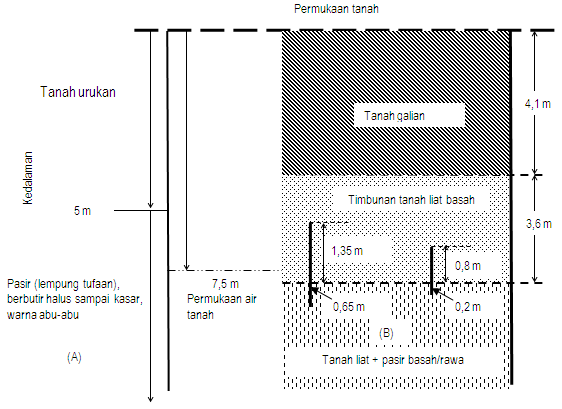 Permukaan tanah
Tanah urukan
Kedalaman
5 m
Pasir (lempung tufaan),
berbutir halus sampai kasar,
warna abu-abu
(A)
7,5 m
Permukaan air
tanah
Tanah galian
4,1 m
Timbunan tanah liat basah
3,6 m
1,35 m
0,8 m
0,65 m
0,2 m
(B)
Tanah liat + pasir basah/rawa